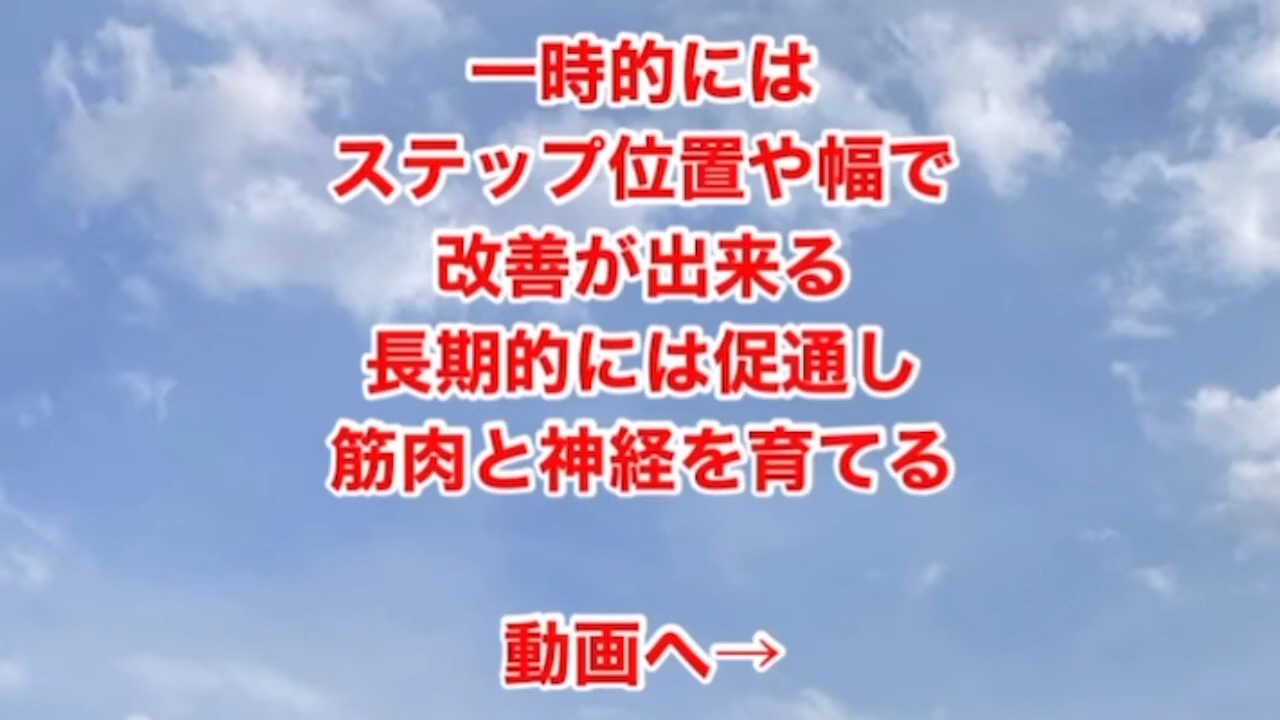 一時的には
ステップ位置や幅で
改善が出来る
長期的には促通し
筋肉と神経を育てる
動画へ→